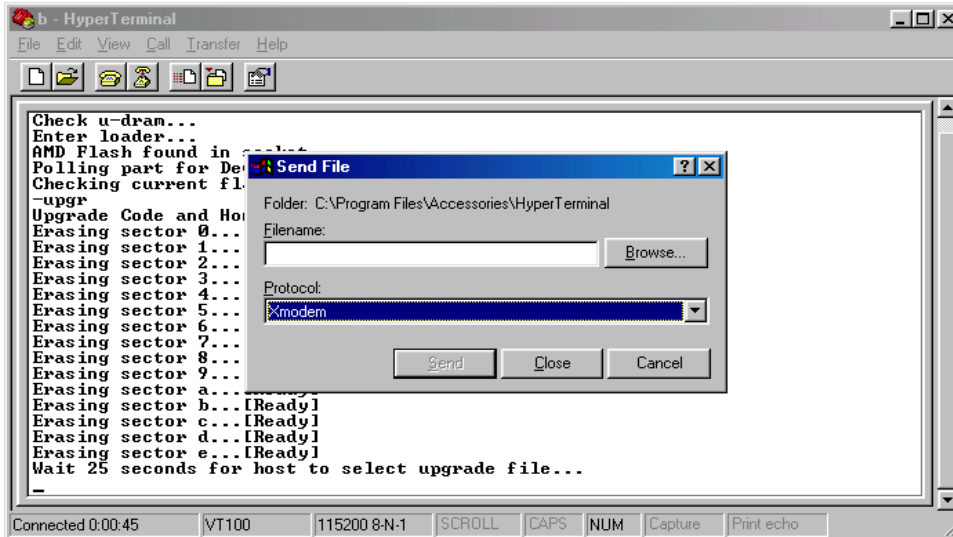 b - HyperTerminal
File Edit View Call Transfer Help
Check u-dram...
Enter loader...
AMD Flash found in socket
Polling part for De
Checking current fl
-upgr
Upgrade Code and Ho
Erasing sector 0...
Erasing sector 1...
Erasing sector 2...
Erasing sector 3...
Erasing sector 4...
Erasing sector 5...
Erasing sector 6...
Erasing sector 7...
Erasing sector 8...
Erasing sector 9...
Erasing sector a...[Ready]
Erasing sector b...[Ready]
Erasing sector c...[Ready]
Erasing sector d...[Ready]
Erasing sector e...[Ready]
Wait 25 seconds for host to select upgrade file...
Send File
Folder: C:\Program Files\Accessories\HyperTerminal
Filename:
Browse...
Protocol:
Xmodem
Send Close Cancel
Connected 0:00:45 VT100 115200 8-N-1 SCROLL CAPS NUM Capture Print echo